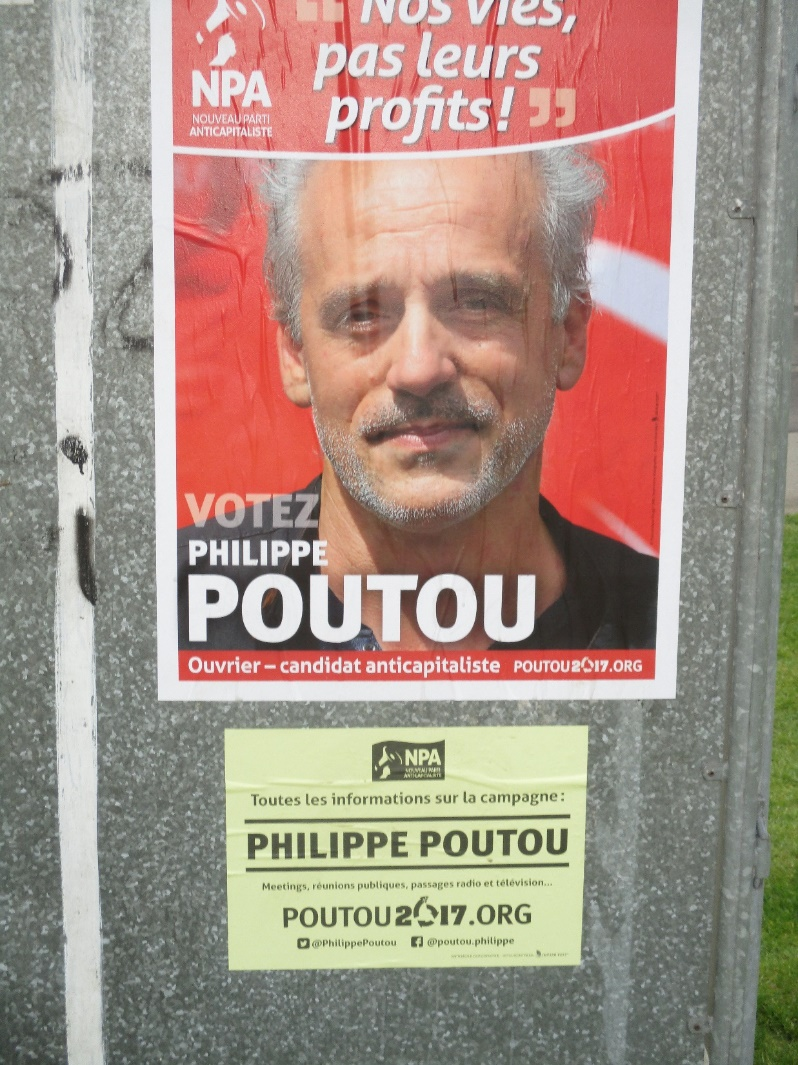 “ Nos vies,
pas leurs
profits ! ”
NPA
NOUVEAU PARTI
ANTICAPITALISTE
VOTEZ
PHILIPPE
POUTOU
Ouvrier – candidat anticapitaliste POUTOU2017.ORG
NPA
NOUVEAU PARTI
ANTICAPITALISTE
Toutes les informations sur la campagne :
PHILIPPE POUTOU
Meetings, réunions publiques, passages radio et télévision...
POUTOU2017.ORG
@PhilippePoutou @poutou.philippe